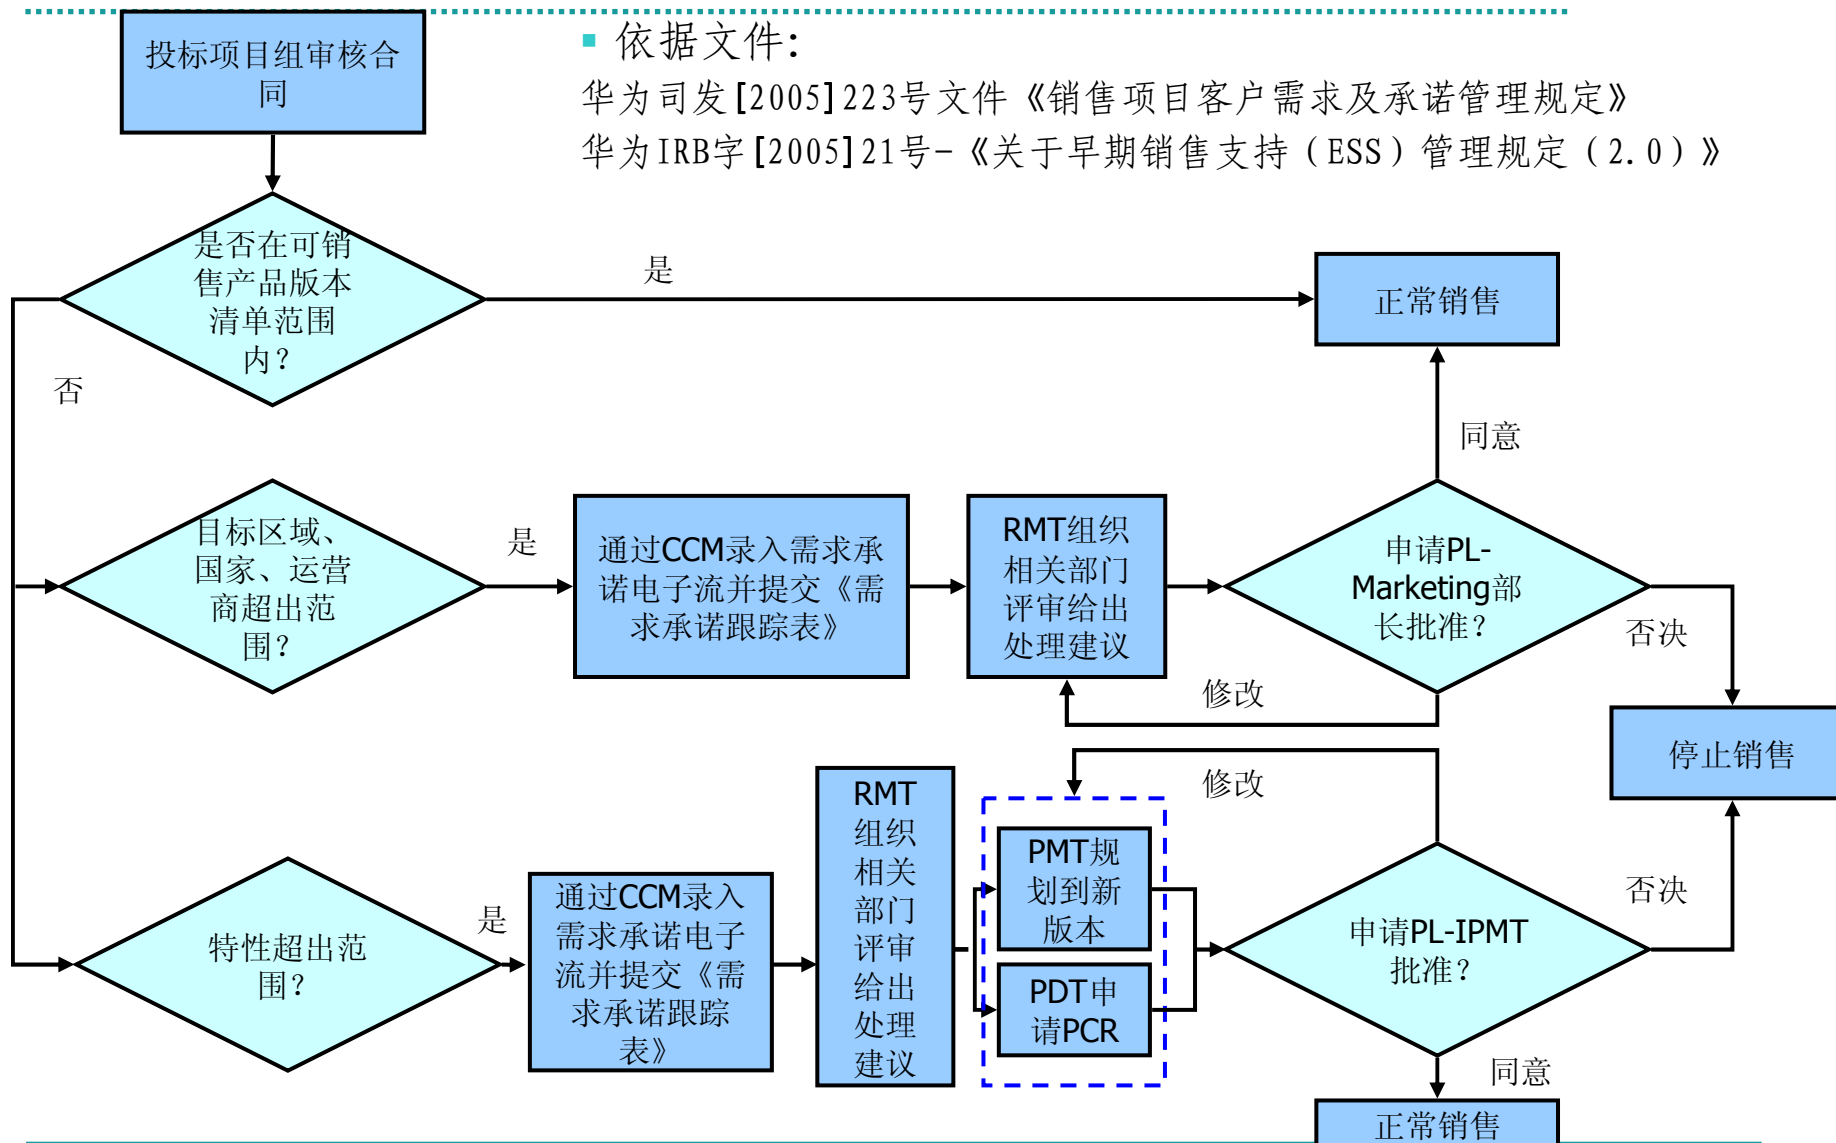 投标项目组审核合
同
依据文件:
华为司发[2005]223号文件《销售项目客户需求及承诺管理规定》
华为IRB字[2005]21号-《关于早期销售支持（ESS）管理规定（2.0）》
是否在可销
售产品版本
清单范围
内?
是
正常销售
否
同意
目标区域、
国家、运营
商超出范
围?
是
通过CCM录入需求承
诺电子流并提交《需
求承诺跟踪表》
RMT组织
相关部门
评审给出
处理建议
申请PL-
Marketing部
长批准?
否决
修改
停止销售
修改
特性超出范
围?
是
通过CCM录入
需求承诺电子
流并提交《需
求承诺跟踪
表》
RMT
组织
相关
部门
评审
给出
处理
建议
PMT规
划到新
版本
PDT申
请PCR
申请PL-IPMT
批准?
否决
同意
正常销售